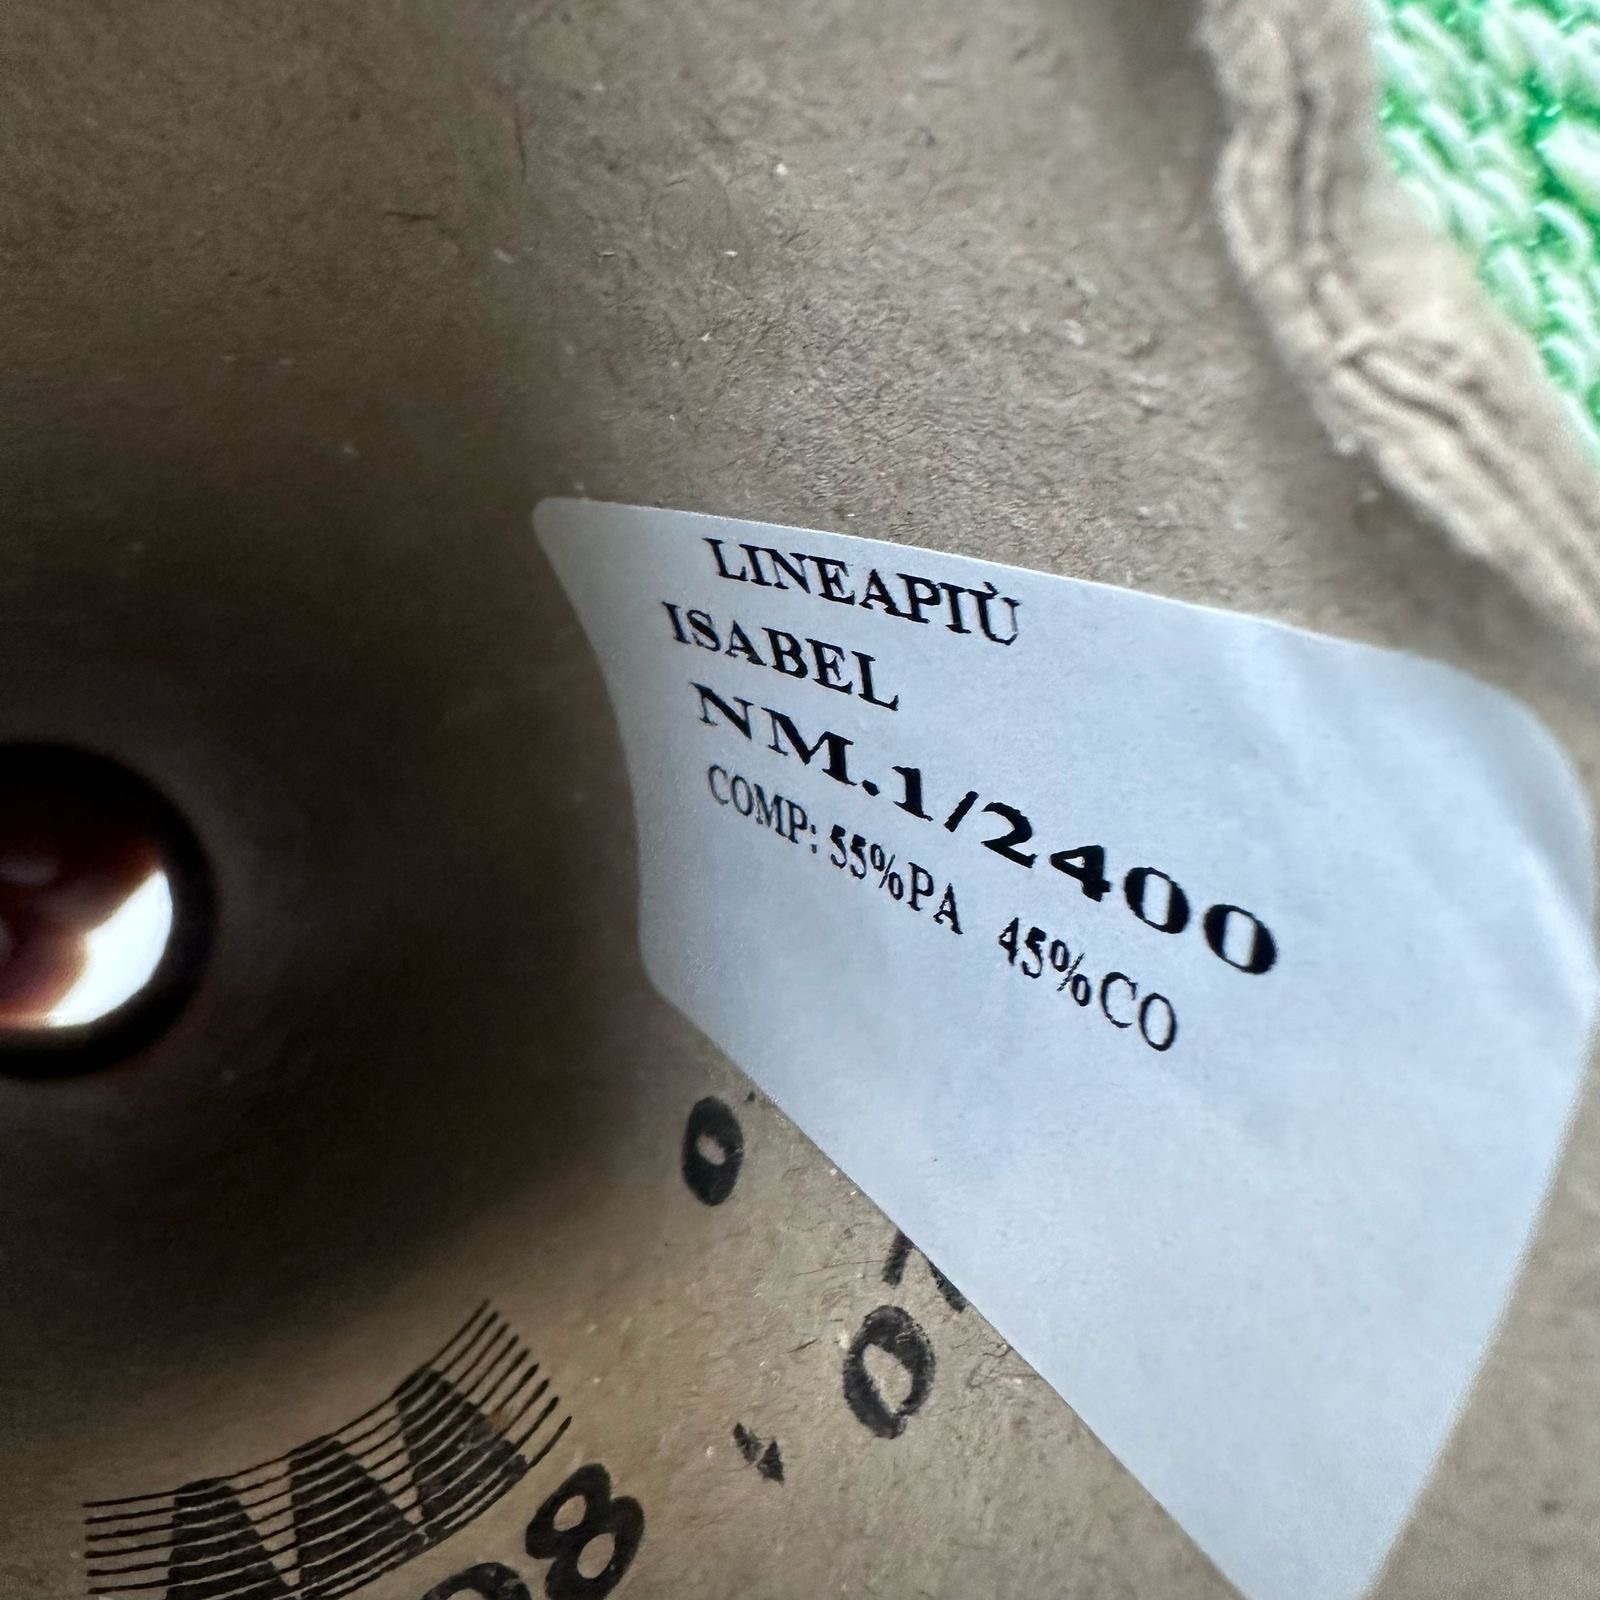 LINEAPIÙ
ISABEL
NM.1/2400
COMP: 55%PA 45%CO